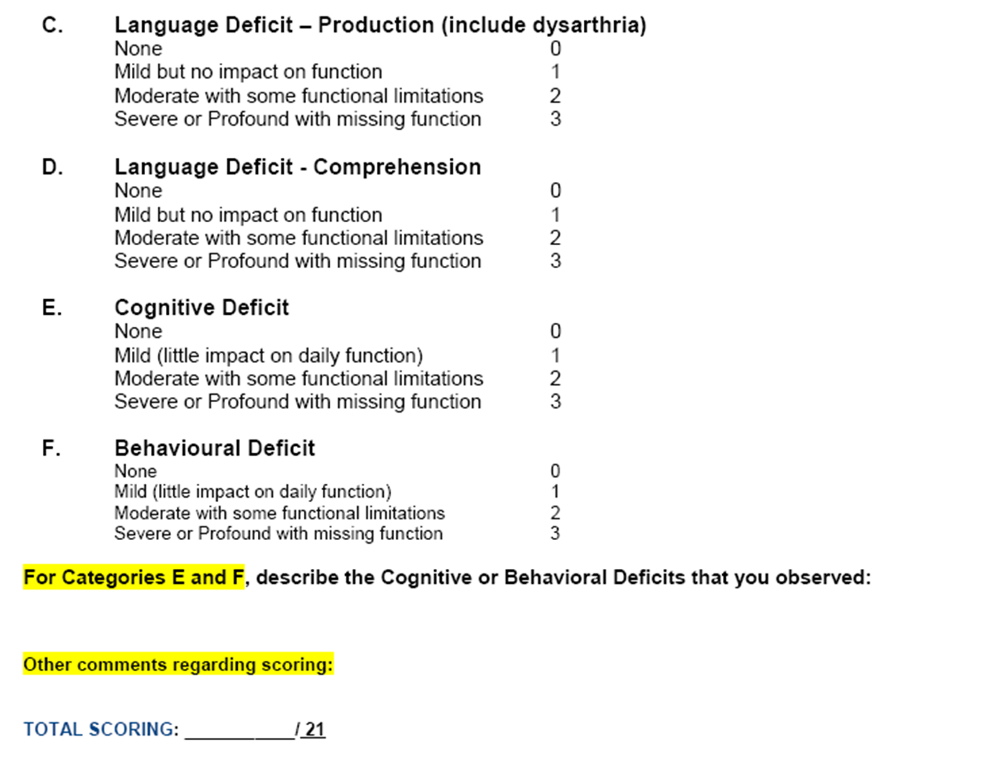 C. Language Deficit – Production (include dysarthria)
None 0
Mild but no impact on function 1
Moderate with some functional limitations 2
Severe or Profound with missing function 3
D. Language Deficit - Comprehension
None 0
Mild but no impact on function 1
Moderate with some functional limitations 2
Severe or Profound with missing function 3
E. Cognitive Deficit
None 0
Mild (little impact on daily function) 1
Moderate with some functional limitations 2
Severe or Profound with missing function 3
F. Behavioural Deficit
None 0
Mild (little impact on daily function) 1
Moderate with some functional limitations 2
Severe or Profound with missing function 3
For Categories E and F, describe the Cognitive or Behavioral Deficits that you observed:
Other comments regarding scoring:
TOTAL SCORING: ___________/ 21